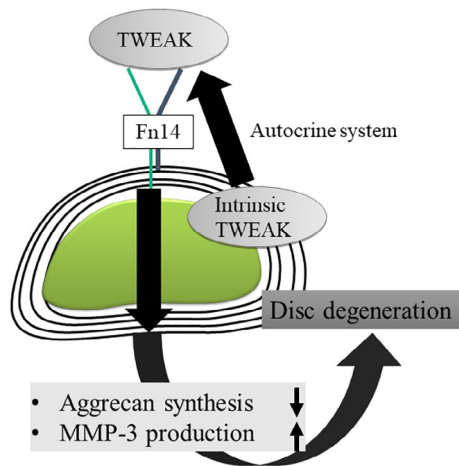 TWEAK
Fn14
Autocrine system
Intrinsic
TWEAK
Disc degeneration
• Aggrecan synthesis ↓
• MMP-3 production ↑